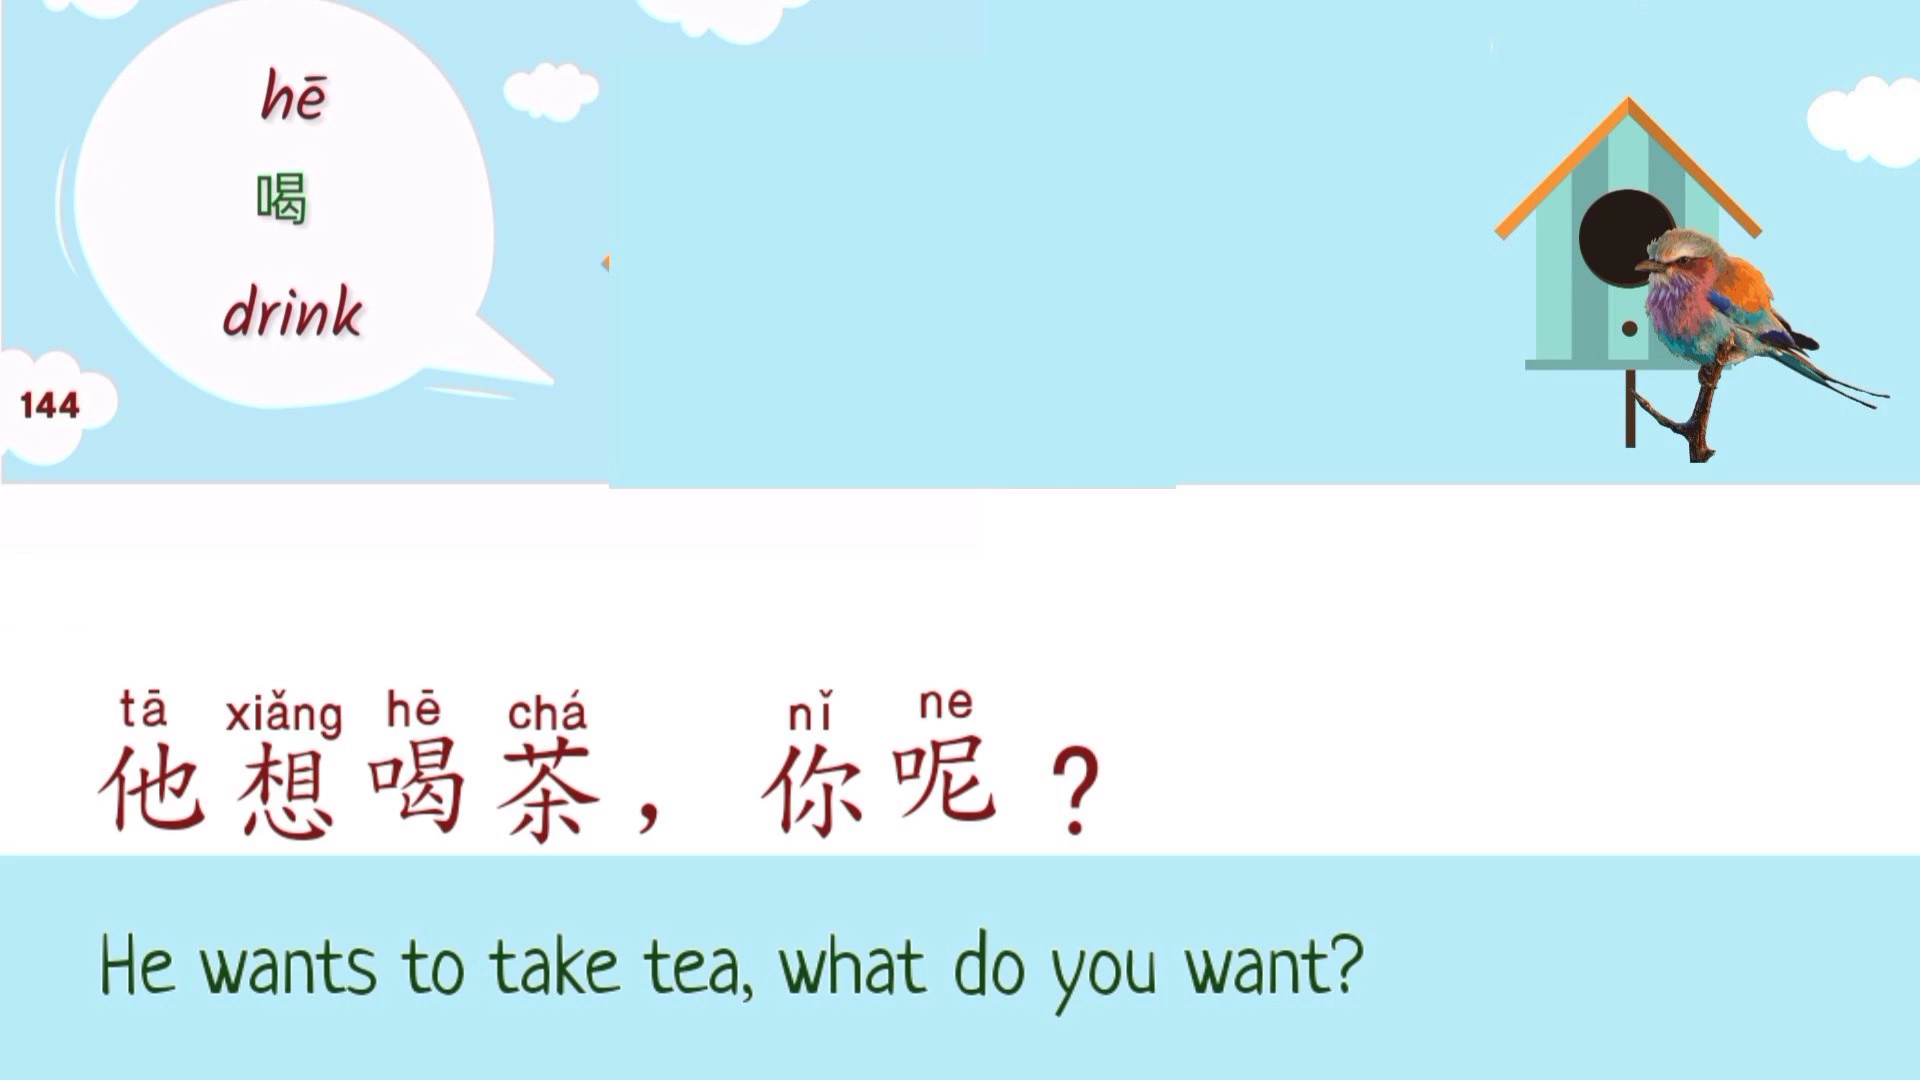 hē
喝
drink
144
tā xiǎng hē chá nǐ ne
他想喝茶，你呢？
He wants to take tea, what do you want?